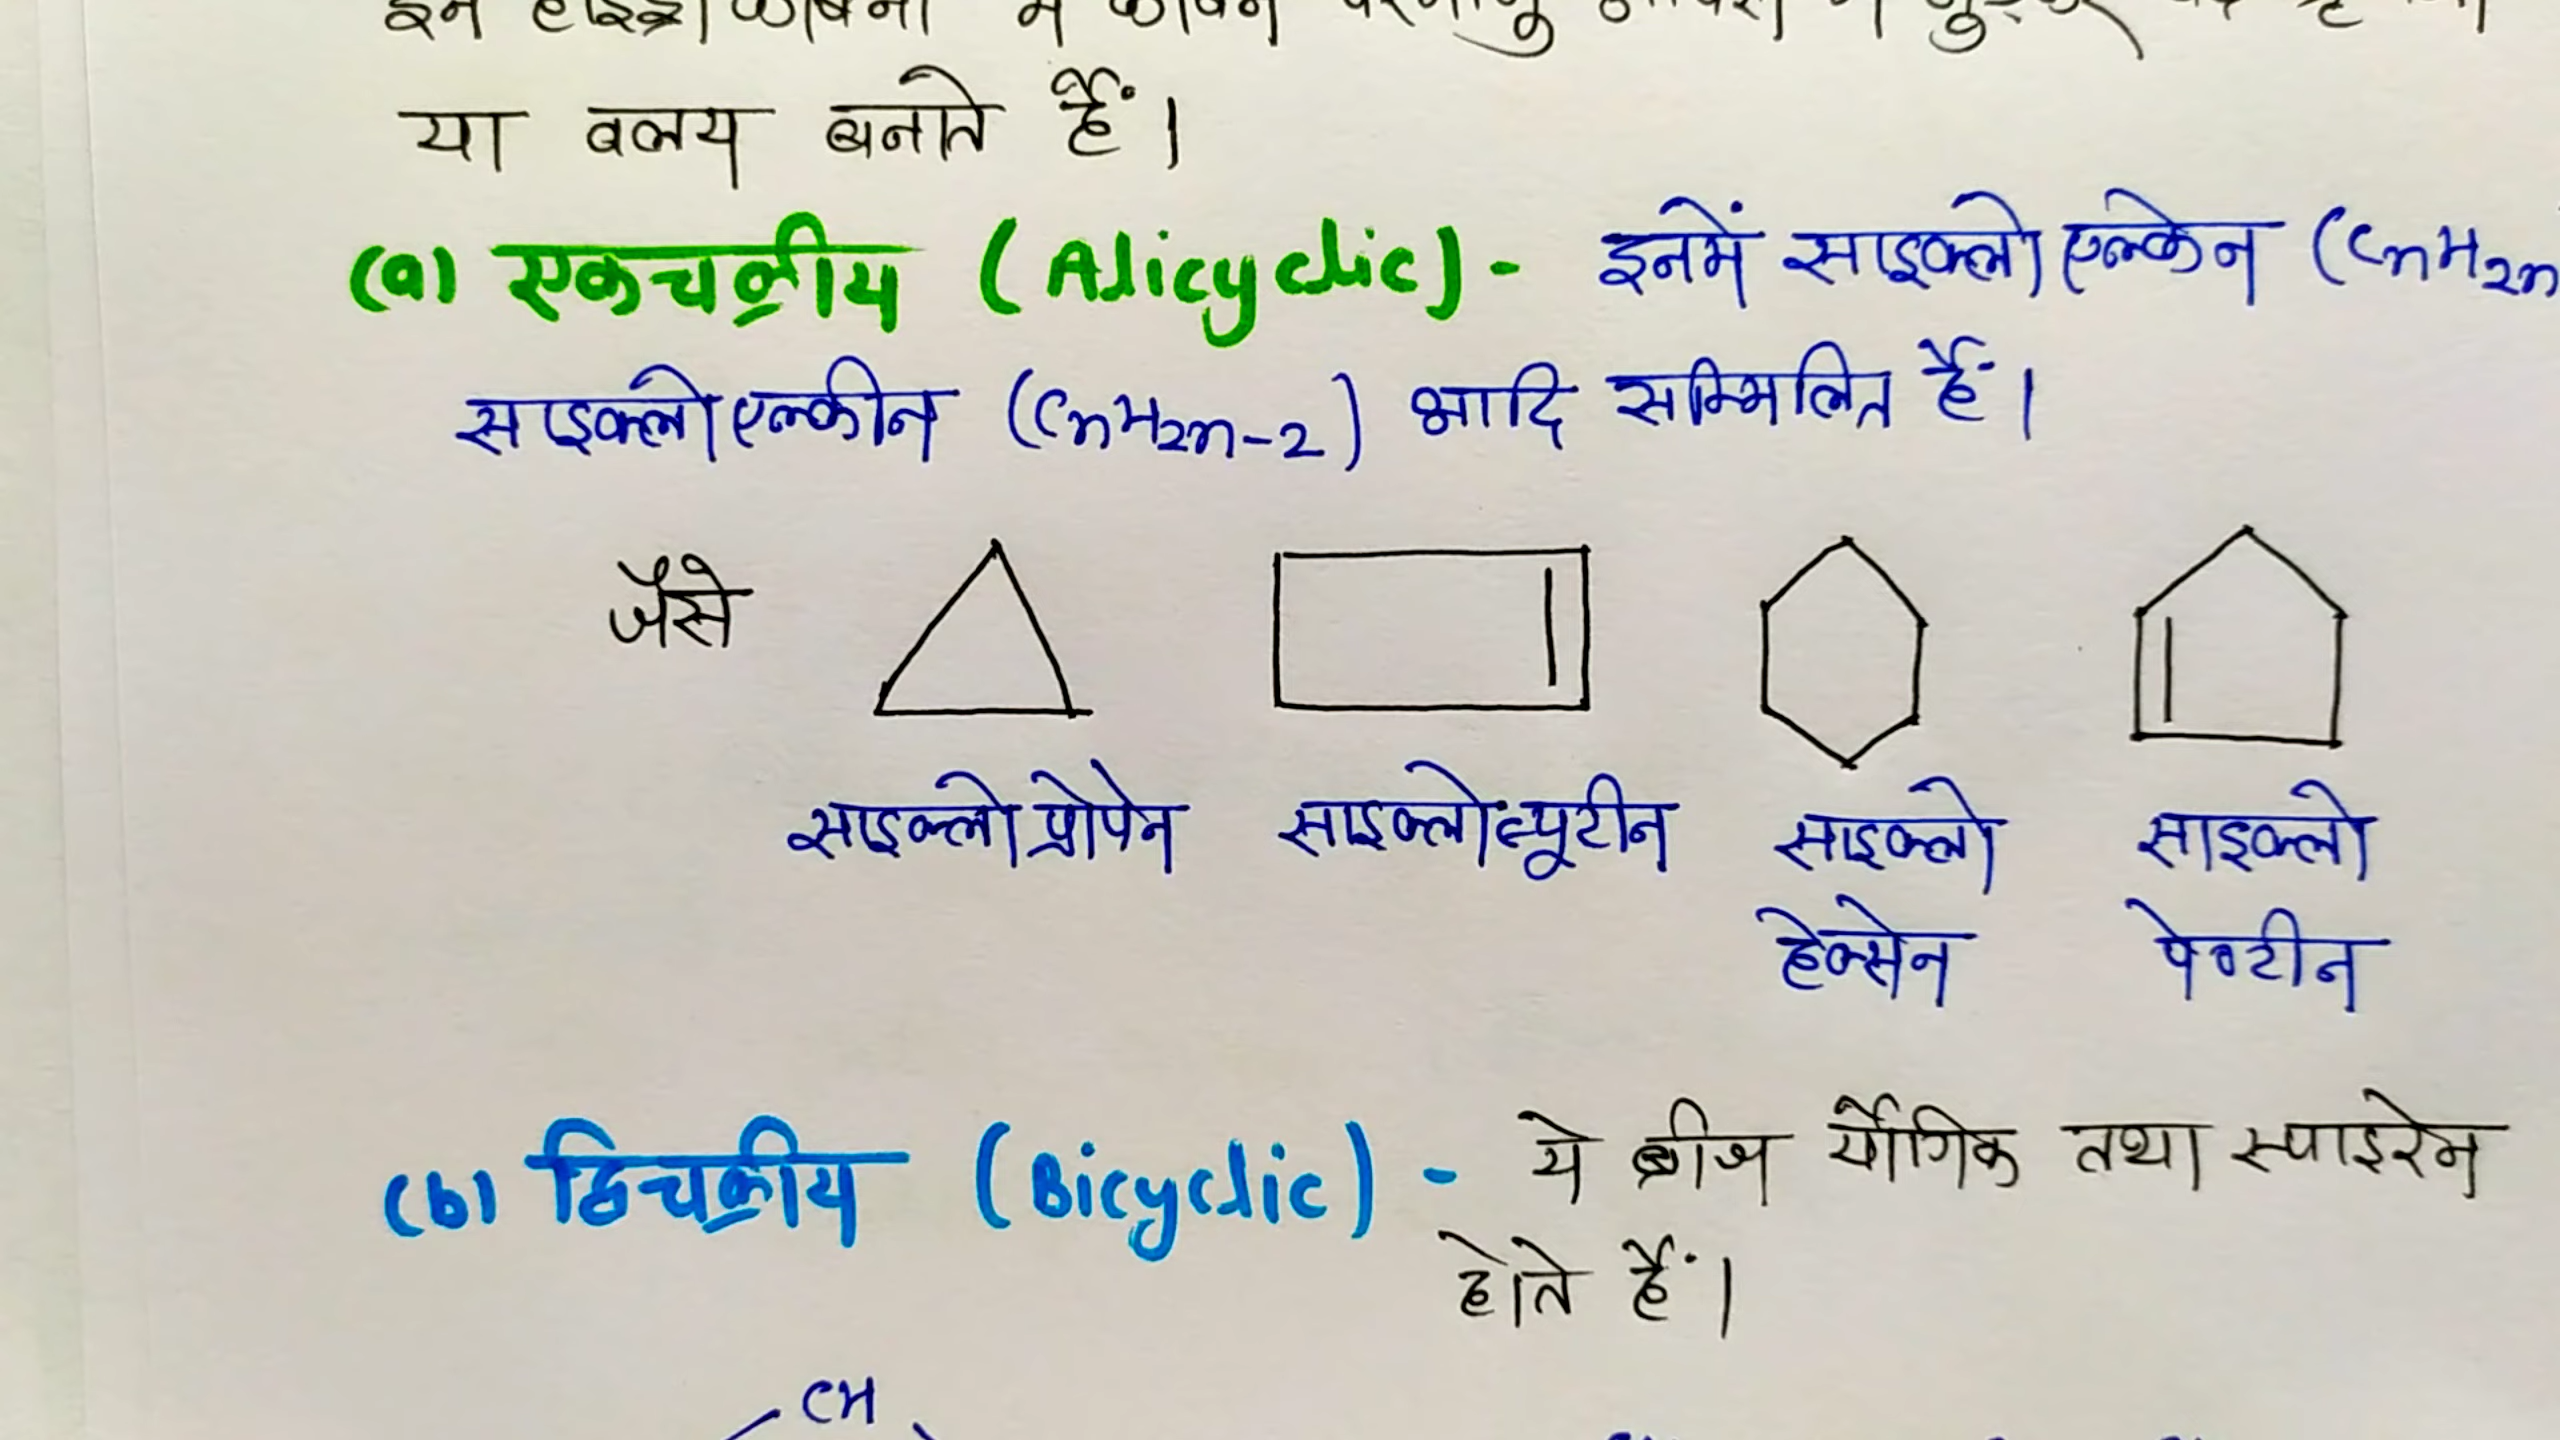 या वलय बनाते हैं।
(a) एकचक्रीय (Alicyclic) - इनमें साइक्लोएल्केन (CnH2n
साइक्लोएल्कीन (CnH2n-2) आदि सम्मिलित हैं।
जैसे
साइक्लोप्रोपेन साइक्लोब्यूटीन साइक्लो साइक्लो
हेक्सेन पेण्टीन
(b) द्विचक्रीय (Bicyclic) - ये ब्रीज यौगिक तथा स्पाइरेन
होते हैं।
CH